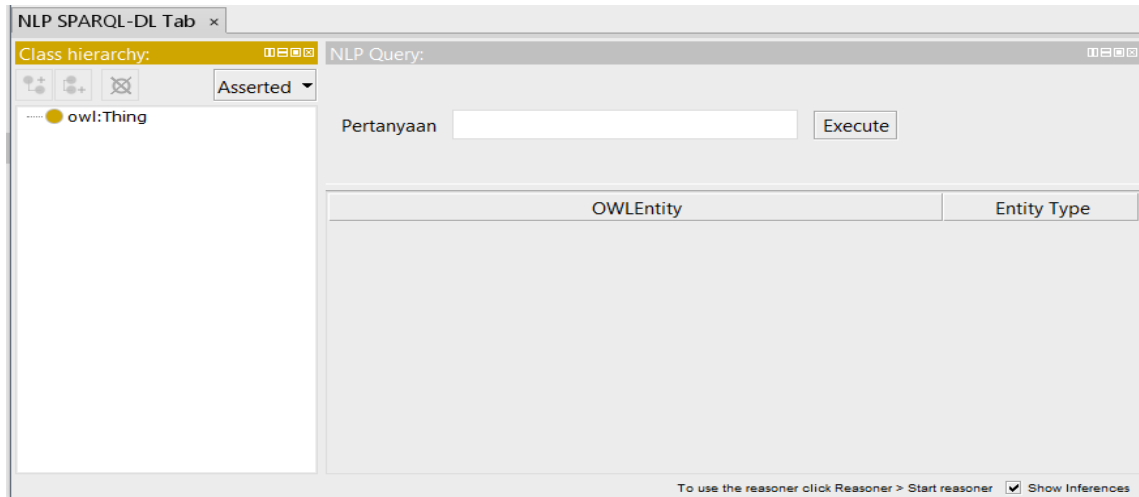 NLP SPARQL-DL Tab ×
Class hierarchy:
NLP Query:
Asserted
owl:Thing
Pertanyaan
Execute
OWLEntity
Entity Type
To use the reasoner click Reasoner > Start reasoner
Show Inferences